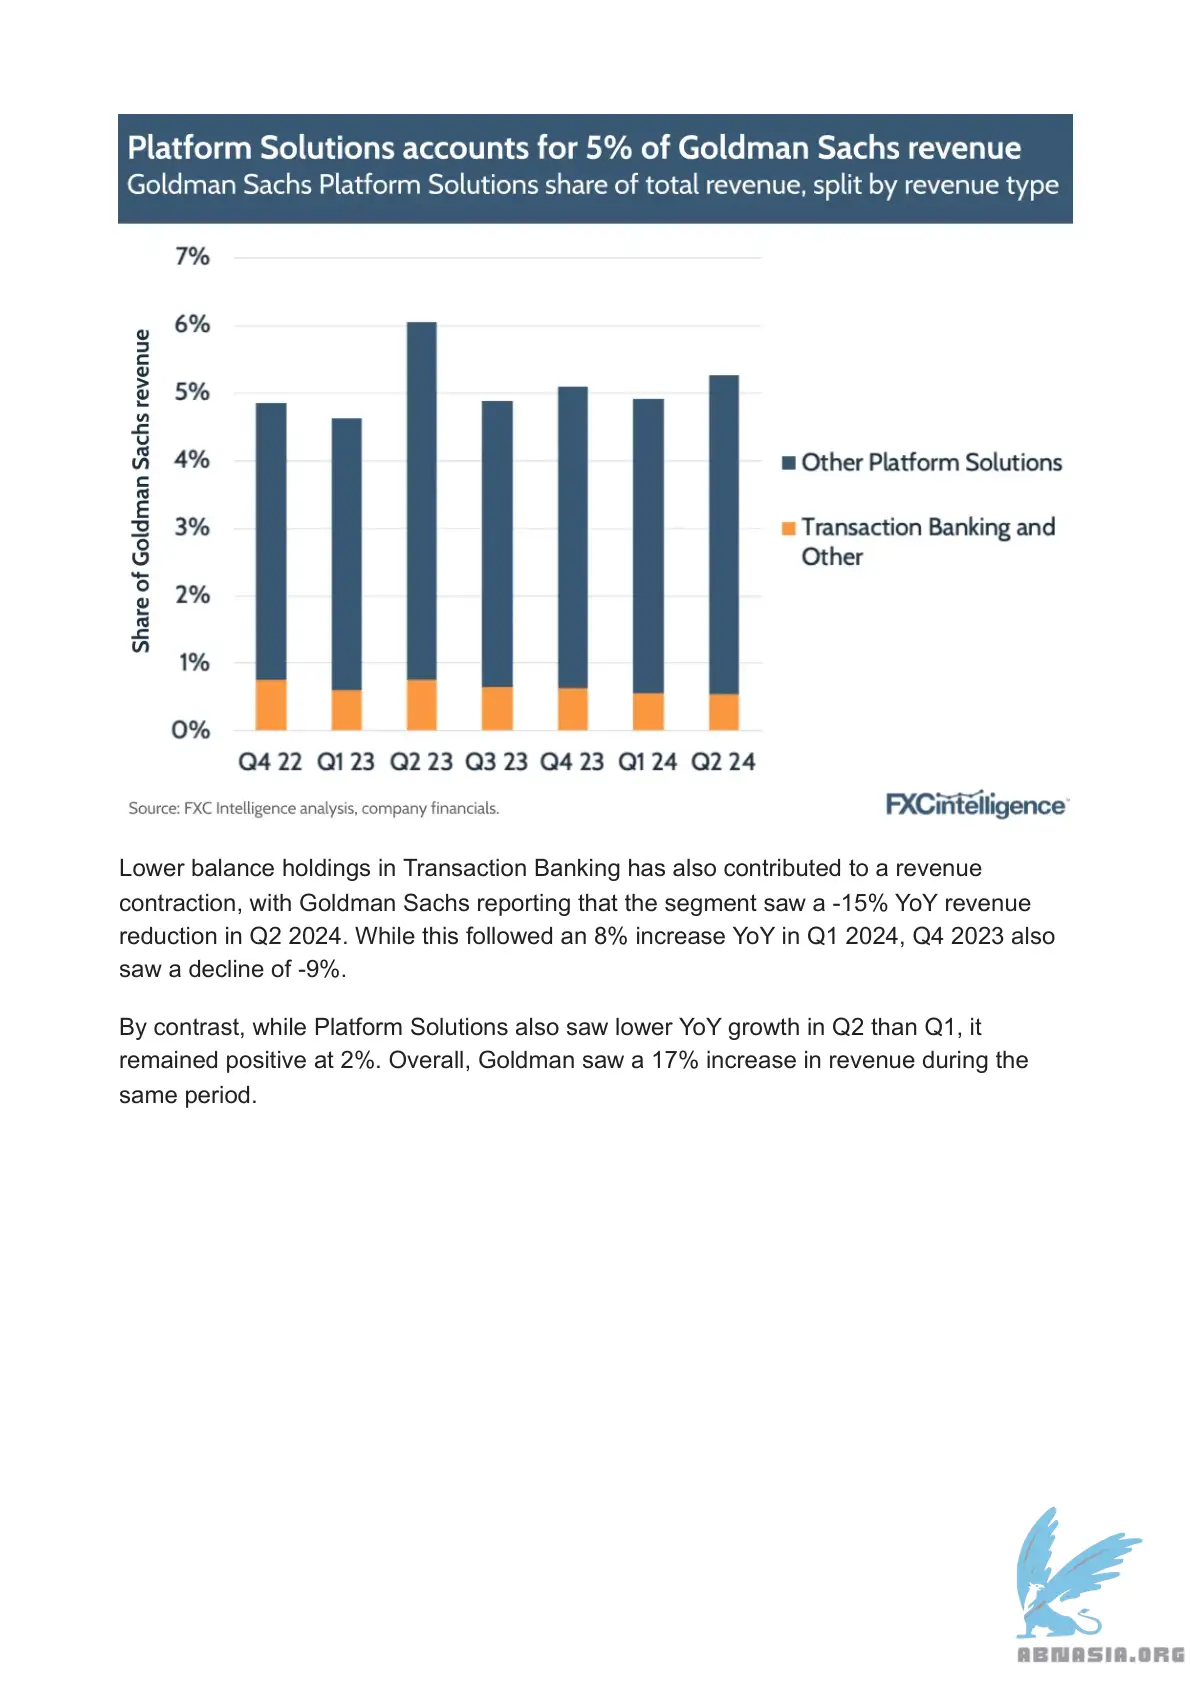 Platform Solutions accounts for 5% of Goldman Sachs revenue
Goldman Sachs Platform Solutions share of total revenue, split by revenue type
Share of Goldman Sachs revenue
7%
6%
5%
4%
3%
2%
1%
0%
Q4 22 Q1 23 Q2 23 Q3 23 Q4 23 Q1 24 Q2 24
Other Platform Solutions
Transaction Banking and
Other
Source: FXC Intelligence analysis, company financials.
FXCintelligence™
Lower balance holdings in Transaction Banking has also contributed to a revenue
contraction, with Goldman Sachs reporting that the segment saw a -15% YoY revenue
reduction in Q2 2024. While this followed an 8% increase YoY in Q1 2024, Q4 2023 also
saw a decline of -9%.
By contrast, while Platform Solutions also saw lower YoY growth in Q2 than Q1, it
remained positive at 2%. Overall, Goldman saw a 17% increase in revenue during the
same period.
ABNASIA.ORG